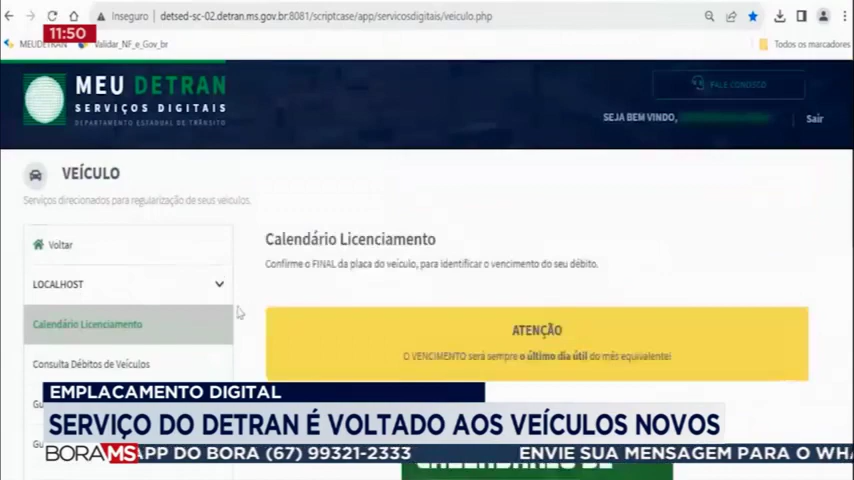 Inseguro detsed-sc-02.detran.ms.gov.br:8081/scriptcase/app/servicosdigitais/veiculo.php
11:50
MEUDETRAN Validar_NF_e_Gov_br Todos os marcadores
MEU DETRAN
SERVIÇOS DIGITAIS
DEPARTAMENTO ESTADUAL DE TRÂNSITO
FALE CONOSCO
SEJA BEM VINDO,
Sair
VEÍCULO
Serviços direcionados para regularização de seus veículos.
Voltar
LOCALHOST
Calendário Licenciamento
Consulta Débitos de Veículos
Calendário Licenciamento
Confirme o FINAL da placa do veículo, para identificar o vencimento do seu débito.
ATENÇÃO
O VENCIMENTO será sempre o último dia útil do mês equivalente!
EMPLACAMENTO DIGITAL
SERVIÇO DO DETRAN É VOLTADO AOS VEÍCULOS NOVOS
BORA MS
APP DO BORA (67) 99321-2333 ENVIE SUA MENSAGEM PARA O WHA